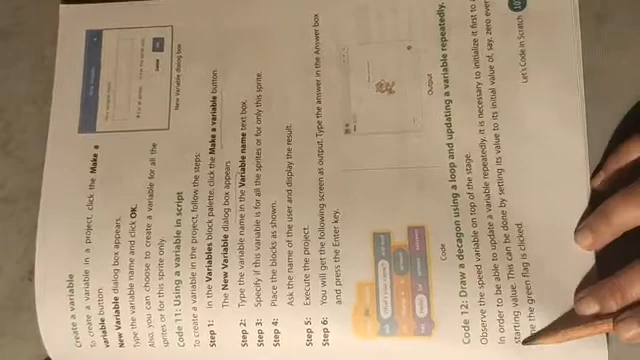 Create a variable
To create a variable in a project, click the Make a
variable button.
New Variable dialog box appears.
Type the variable name and click OK.
Also, you can choose to create a variable for all the
sprites or for this sprite only.
New Variable dialog box
Code 11: Using a variable in script
To create a variable in the project, follow the steps:
Step 1: In the Variables block palette, click the Make a variable button.
The New Variable dialog box appears.
Step 2: Type the variable name in the Variable name text box.
Step 3: Specify if this variable is for all the sprites or for only this sprite.
Step 4: Place the blocks as shown.
Ask the name of the user and display the result.
Step 5: Execute the project.
Step 6: You will get the following screen as output. Type the answer in the Answer box
and press the Enter key.
Code
Output
Code 12: Draw a decagon using a loop and updating a variable repeatedly.
Observe the speed variable on top of the stage.
In order to be able to update a variable repeatedly, it is necessary to initialize it first to a
starting value. This can be done by setting its value to its initial value of, say, zero every
the green flag is clicked.
Let's Code in Scratch